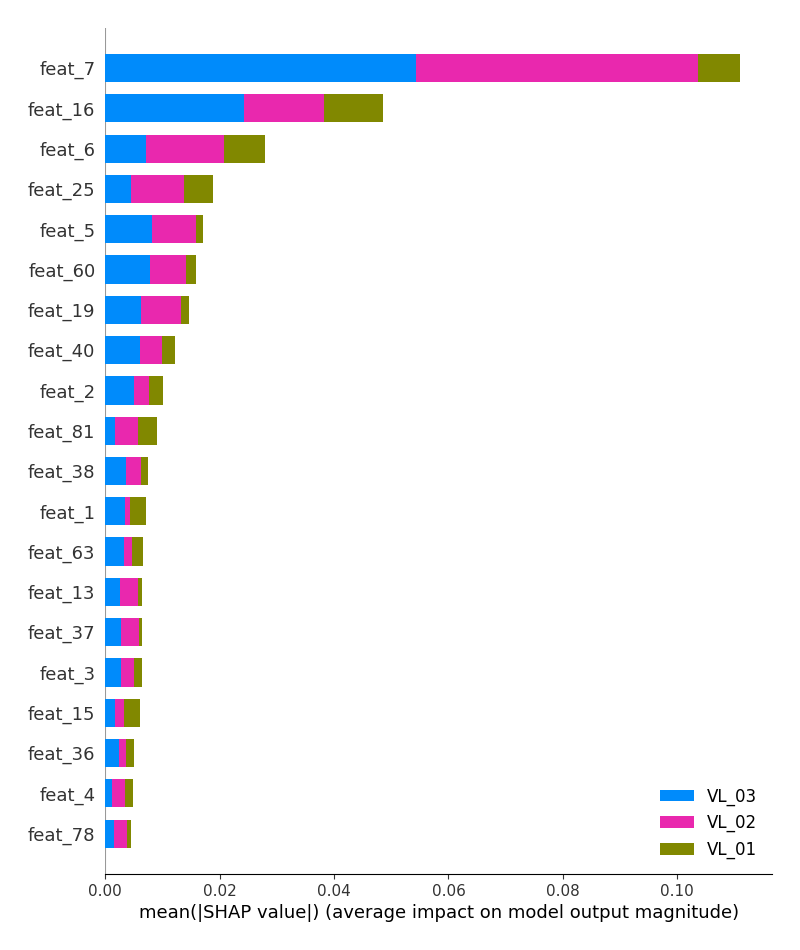 feat_7
feat_16
feat_6
feat_25
feat_5
feat_60
feat_19
feat_40
feat_2
feat_81
feat_38
feat_1
feat_63
feat_13
feat_37
feat_3
feat_15
feat_36
feat_4
feat_78
VL_03
VL_02
VL_01
0.00 0.02 0.04 0.06 0.08 0.10
mean(|SHAP value|) (average impact on model output magnitude)